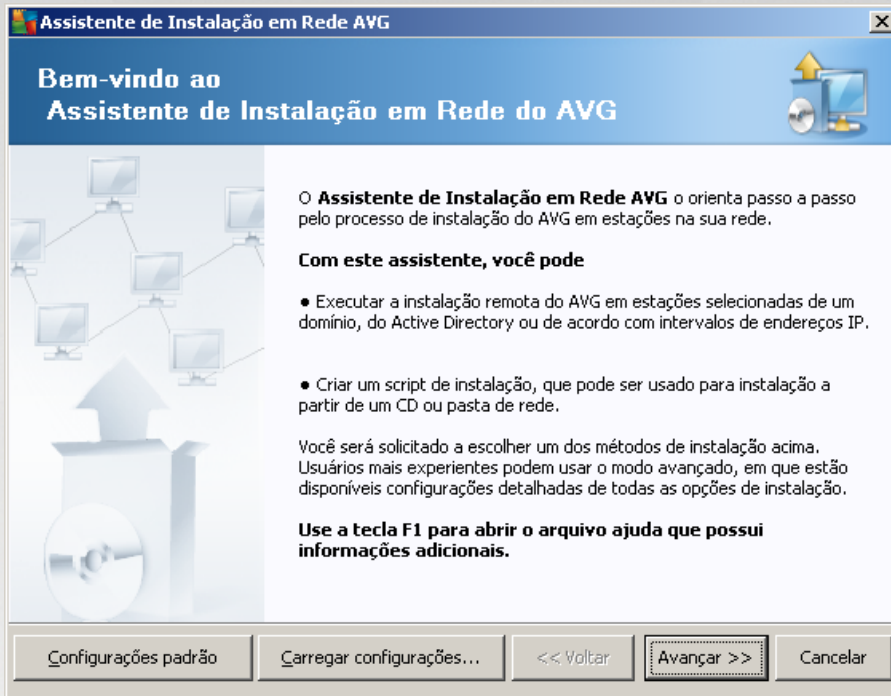 Assistente de Instalação em Rede AVG
Bem-vindo ao
Assistente de Instalação em Rede do AVG
O Assistente de Instalação em Rede AVG o orienta passo a passo
pelo processo de instalação do AVG em estações na sua rede.
Com este assistente, você pode
● Executar a instalação remota do AVG em estações selecionadas de um
domínio, do Active Directory ou de acordo com intervalos de endereços IP.
● Criar um script de instalação, que pode ser usado para instalação a
partir de um CD ou pasta de rede.
Você será solicitado a escolher um dos métodos de instalação acima.
Usuários mais experientes podem usar o modo avançado, em que estão
disponíveis configurações detalhadas de todas as opções de instalação.
Use a tecla F1 para abrir o arquivo ajuda que possui
informações adicionais.
Configurações padrão
Carregar configurações...
<< Voltar
Avançar >>
Cancelar